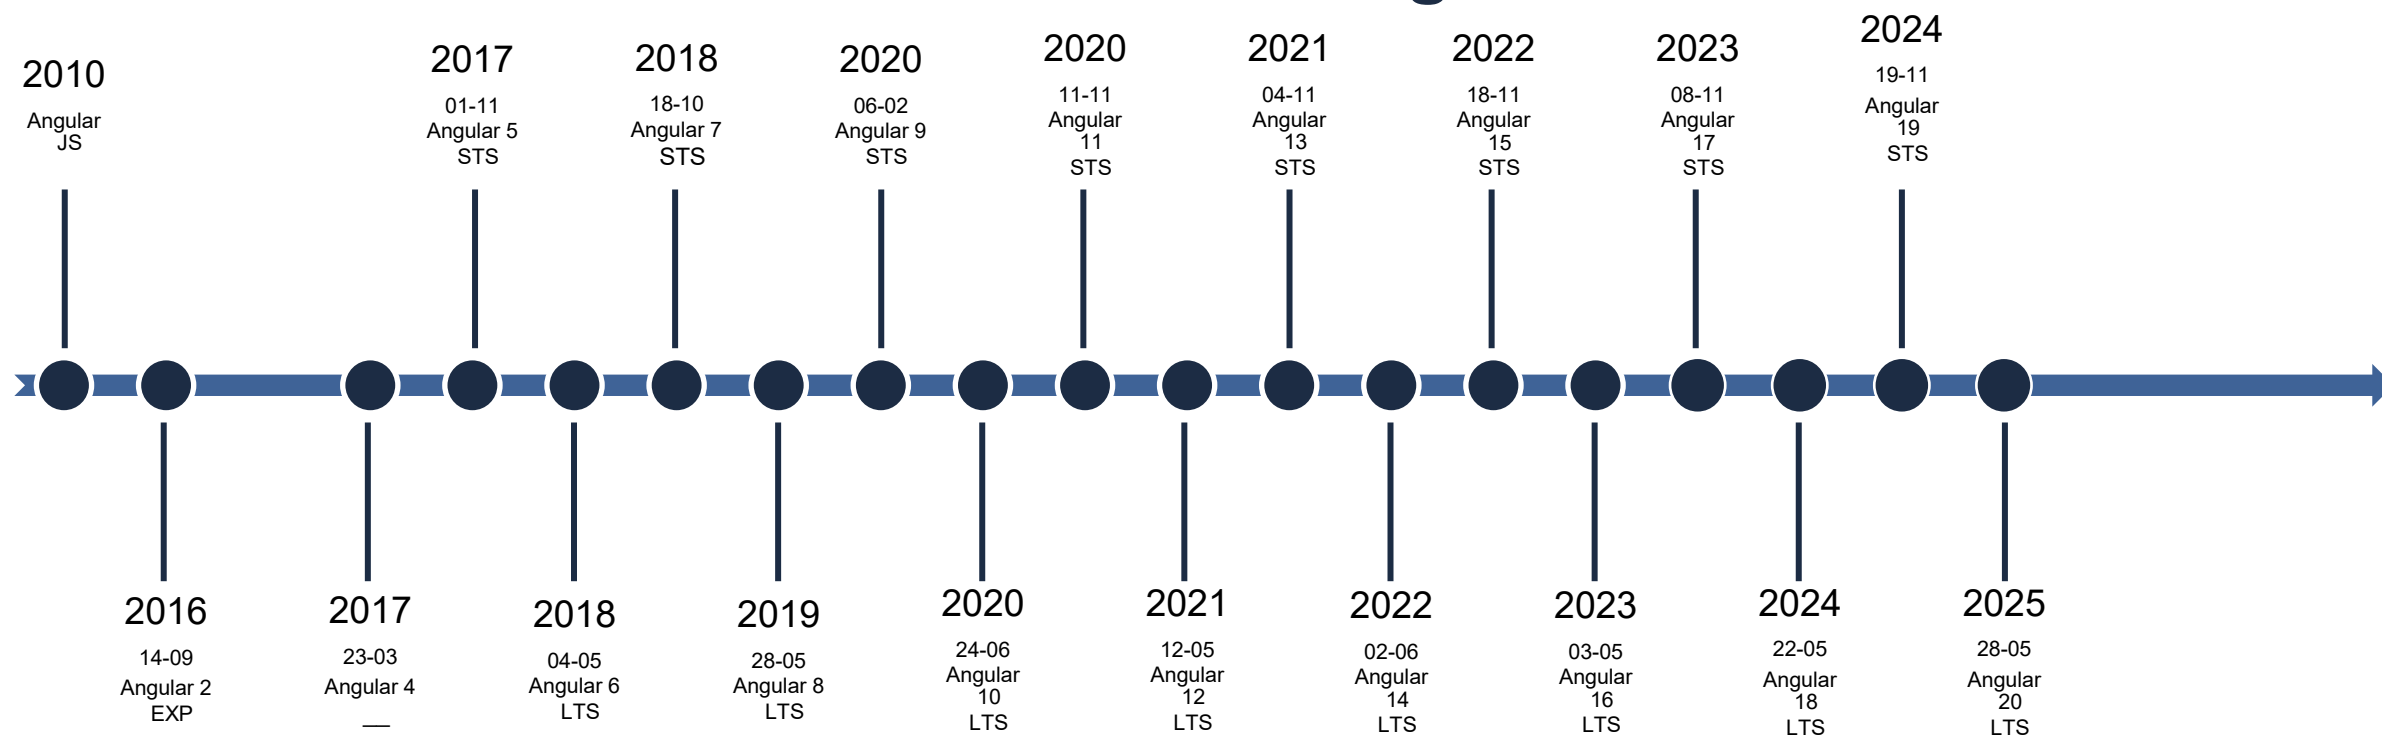 2010
Angular
JS
2017
01-11
Angular 5
STS
2018
18-10
Angular 7
STS
2020
06-02
Angular 9
STS
2020
11-11
Angular
11
STS
2021
04-11
Angular
13
STS
2022
18-11
Angular
15
STS
2023
08-11
Angular
17
STS
2024
19-11
Angular
19
STS
2016
14-09
Angular 2
EXP
2017
23-03
Angular 4
__
2018
04-05
Angular 6
LTS
2019
28-05
Angular 8
LTS
2020
24-06
Angular
10
LTS
2021
12-05
Angular
12
LTS
2022
02-06
Angular
14
LTS
2023
03-05
Angular
16
LTS
2024
22-05
Angular
18
LTS
2025
28-05
Angular
20
LTS